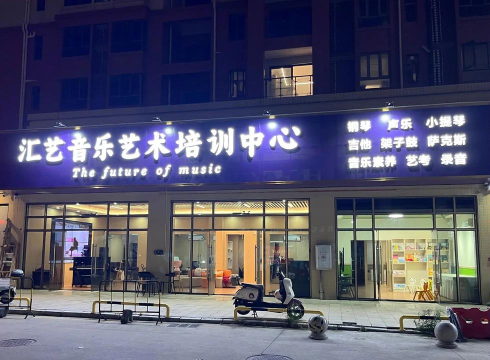 汇艺音乐艺术培训中心
The future of music
钢琴 声乐 小提琴
吉他 架子鼓 萨克斯
音乐素养 艺考 录音